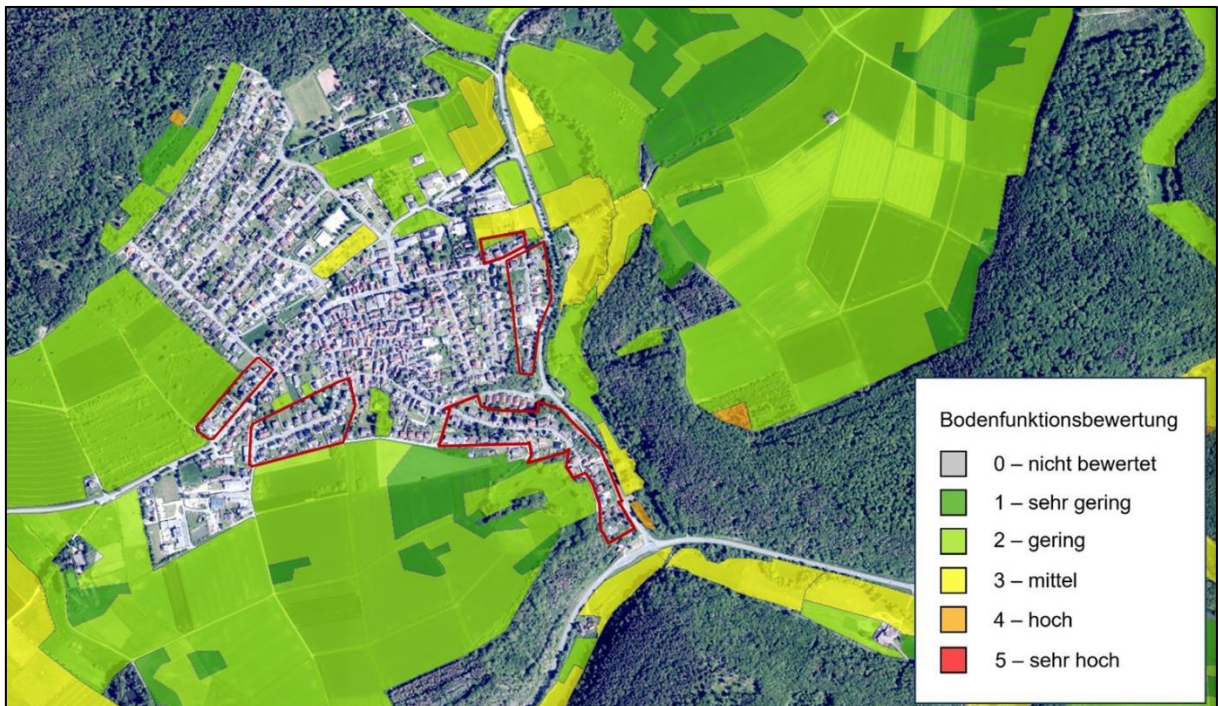 Bodenfunktionsbewertung
0 – nicht bewertet
1 – sehr gering
2 – gering
3 – mittel
4 – hoch
5 – sehr hoch